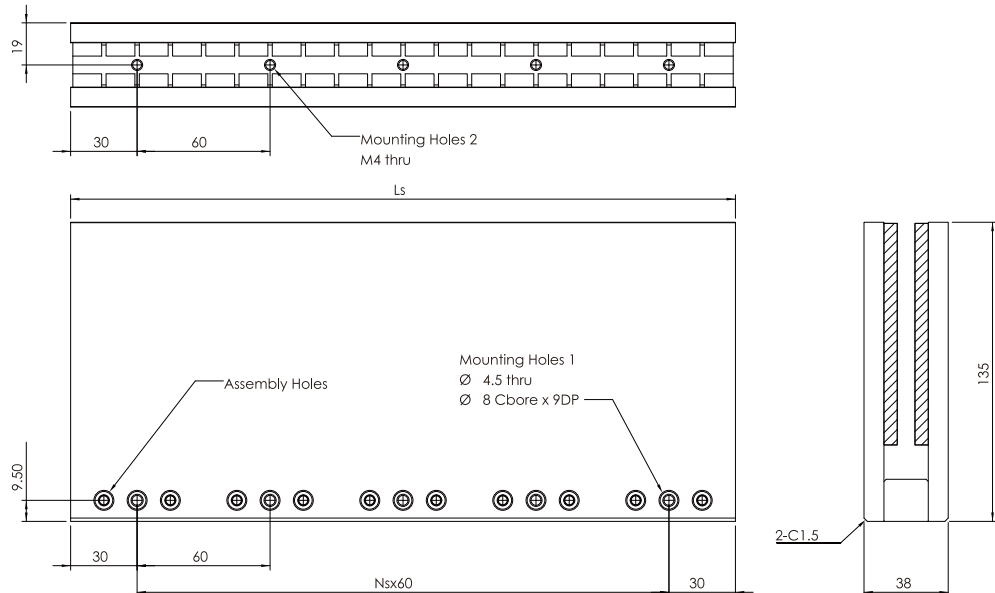 19
30
60
Mounting Holes 2
M4 thru
Ls
Assembly Holes
Mounting Holes 1
Ø 4.5 thru
Ø 8 Cbore x 9DP
9.50
30
60
Nsx60
30
135
2-C1.5
38